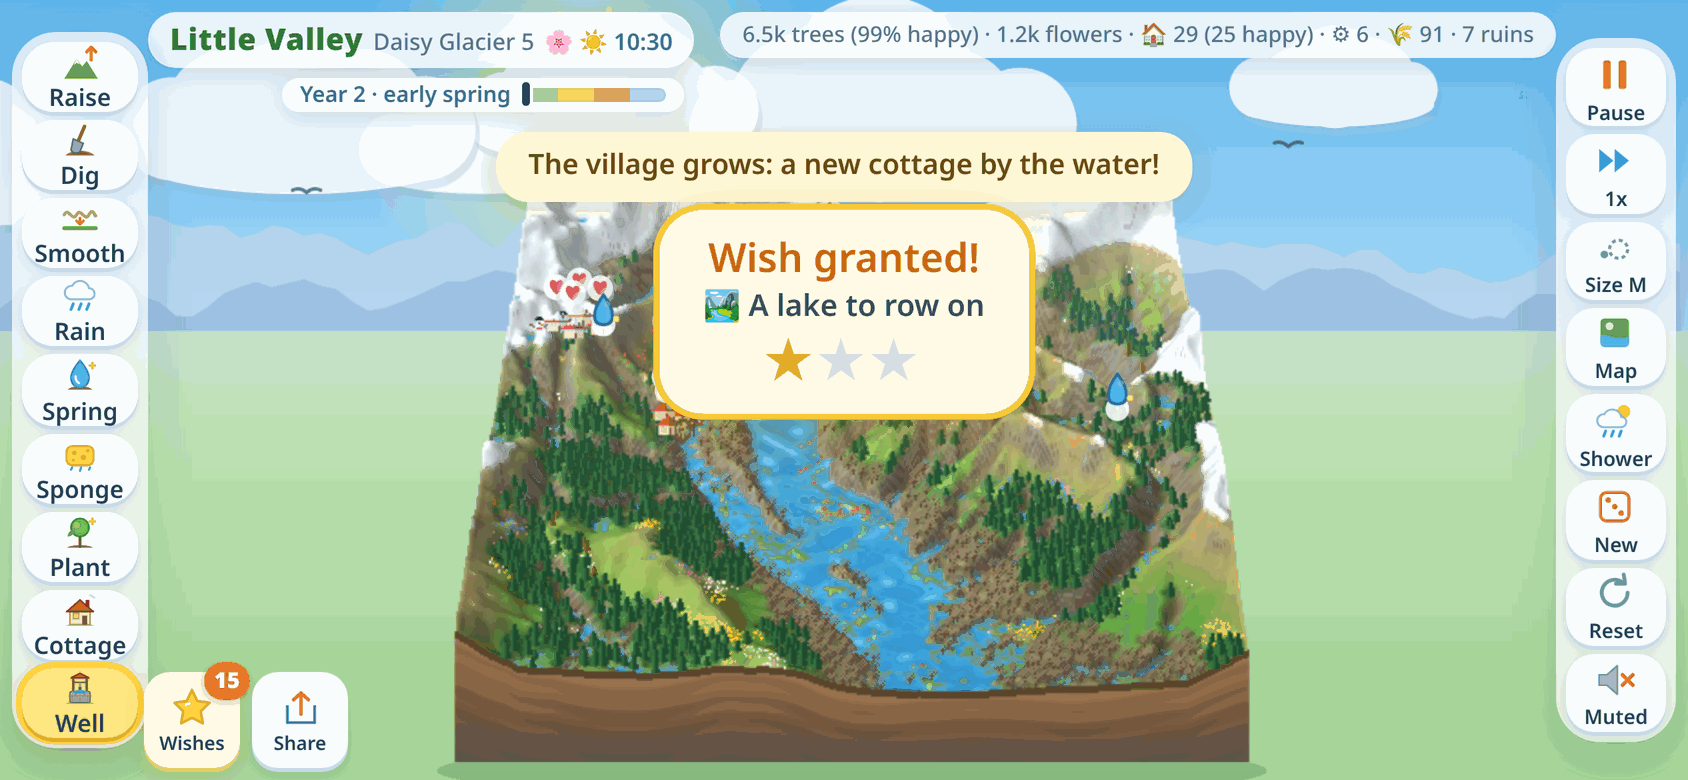 Little Valley Daisy Glacier 5 10:30
6.5k trees (99% happy) · 1.2k flowers · 29 (25 happy) · 6 · 91 · 7 ruins
Year 2 · early spring
The village grows: a new cottage by the water!
Wish granted!
A lake to row on
Raise
Dig
Smooth
Rain
Spring
Sponge
Plant
Cottage
Well
15
Wishes
Share
Pause
1x
Size M
Map
Shower
New
Reset
Muted